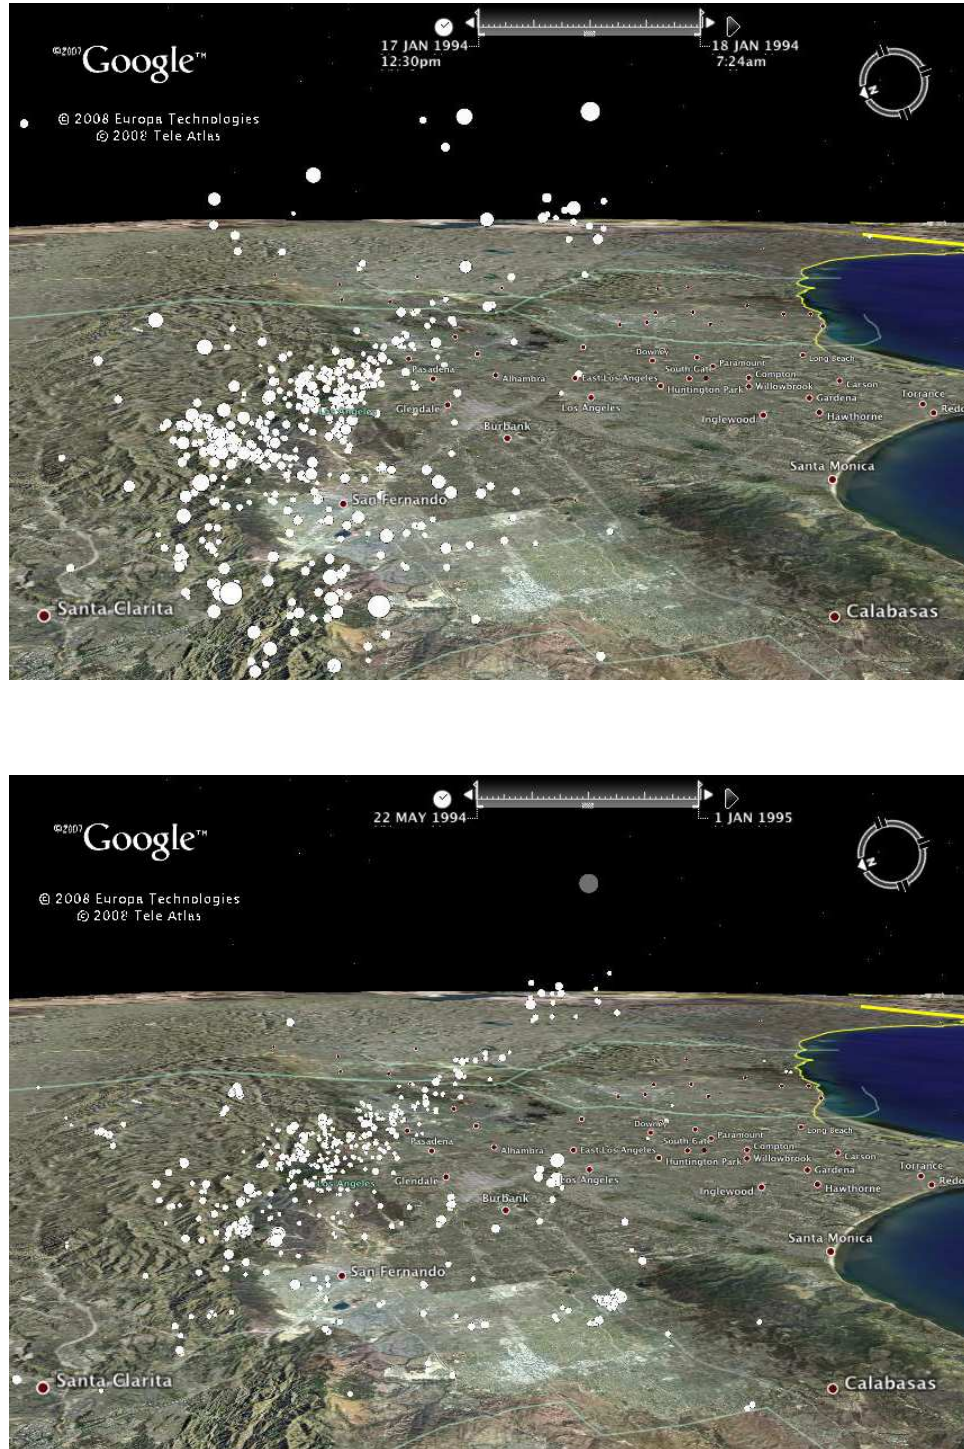 17 JAN 1994
12:30pm
18 JAN 1994
7:24am
©2007 Google™
N
© 2008 Europa Technologies
© 2008 Tele Atlas
Downey
Long Beach
Paramount
Pasadena
South Gate
Compton
Alhambra
East Los Angeles
Huntington Park
Willowbrook
Carson
Torrance
Gardena
Los Angeles
Glendale
Los Angeles
Inglewood
Hawthorne
Redo
Burbank
Santa Monica
San Fernando
Santa Clarita
Calabasas
22 MAY 1994
1 JAN 1995
©2007 Google™
N
© 2008 Europa Technologies
© 2008 Tele Atlas
Downey
Long Beach
Paramount
Pasadena
South Gate
Compton
Alhambra
East Los Angeles
Huntington Park
Willowbrook
Carson
Torrance
Gardena
Los Angeles
Glendale
Los Angeles
Inglewood
Hawthorne
Redo
Burbank
Santa Monica
San Fernando
Santa Clarita
Calabasas